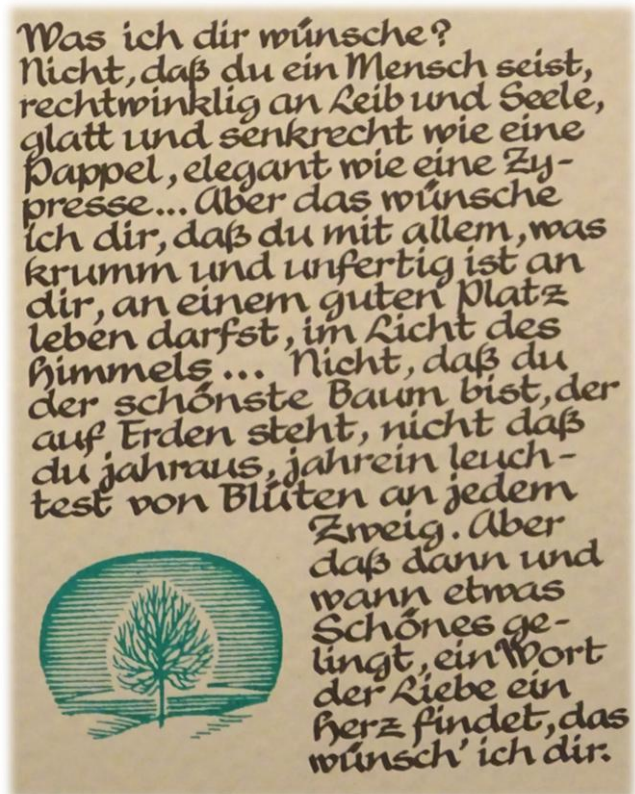 Was ich dir wünsche?
Nicht, daß du ein Mensch seist,
rechtwinklig an Leib und Seele,
glatt und senkrecht wie eine
Pappel, elegant wie eine Zy-
presse... Aber das wünsche
ich dir, daß du mit allem, was
krumm und unfertig ist an
dir, an einem guten Platz
leben darfst, im Licht des
Himmels... Nicht, daß du
der schönste Baum bist, der
auf Erden steht, nicht daß
du jahraus, jahrein leuch-
test von Blüten an jedem
Zweig. Aber
daß dann und
wann etwas
Schönes ge-
lingt, ein Wort
der Liebe ein
Herz findet, das
wünsch' ich dir.